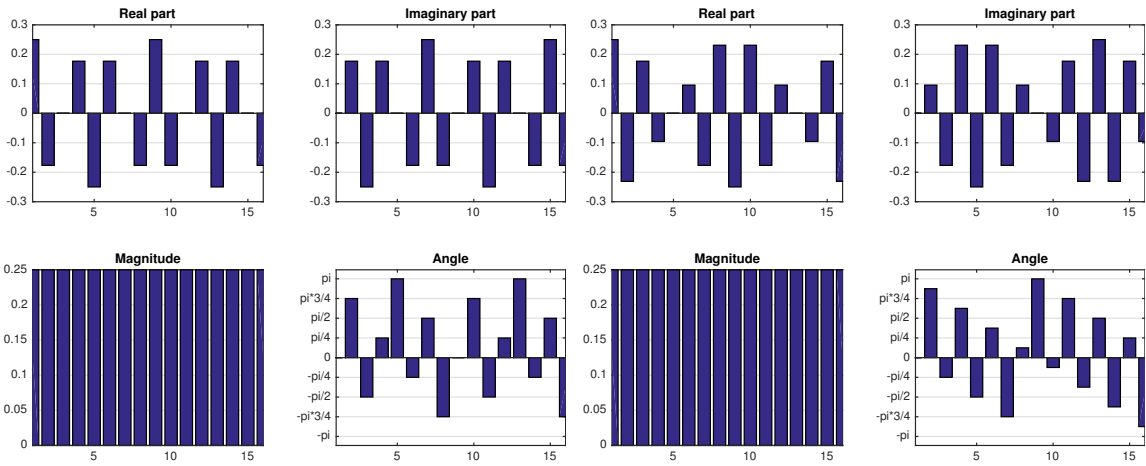 Real part
0.3
0.2
0.1
0
-0.1
-0.2
-0.3
5 10 15
Imaginary part
0.3
0.2
0.1
0
-0.1
-0.2
-0.3
5 10 15
Real part
0.3
0.2
0.1
0
-0.1
-0.2
-0.3
5 10 15
Imaginary part
0.3
0.2
0.1
0
-0.1
-0.2
-0.3
5 10 15
Magnitude
0.25
0.2
0.15
0.1
0.05
0
5 10 15
Angle
pi
pi*3/4
pi/2
pi/4
0
-pi/4
-pi/2
-pi*3/4
-pi
5 10 15
Magnitude
0.25
0.2
0.15
0.1
0.05
0
5 10 15
Angle
pi
pi*3/4
pi/2
pi/4
0
-pi/4
-pi/2
-pi*3/4
-pi
5 10 15